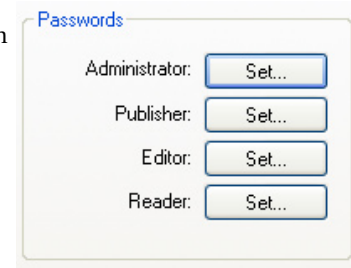 Passwords
n
Administrator: Set...
Publisher: Set...
Editor: Set...
Reader: Set...